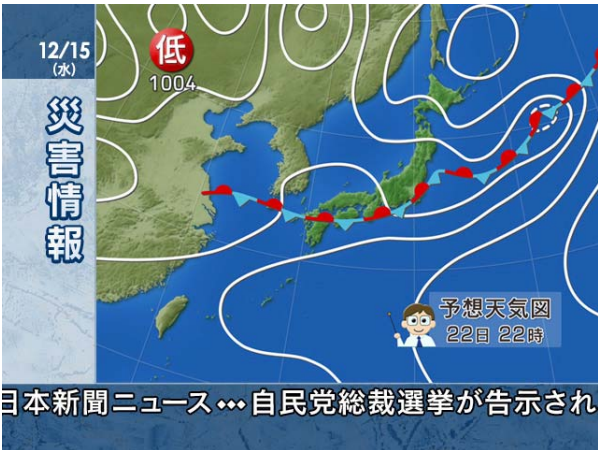 12/15
(水)
災害情報
低
1004
予想天気図
22日 22時
日本新聞ニュース•••自民党総裁選挙が告示され